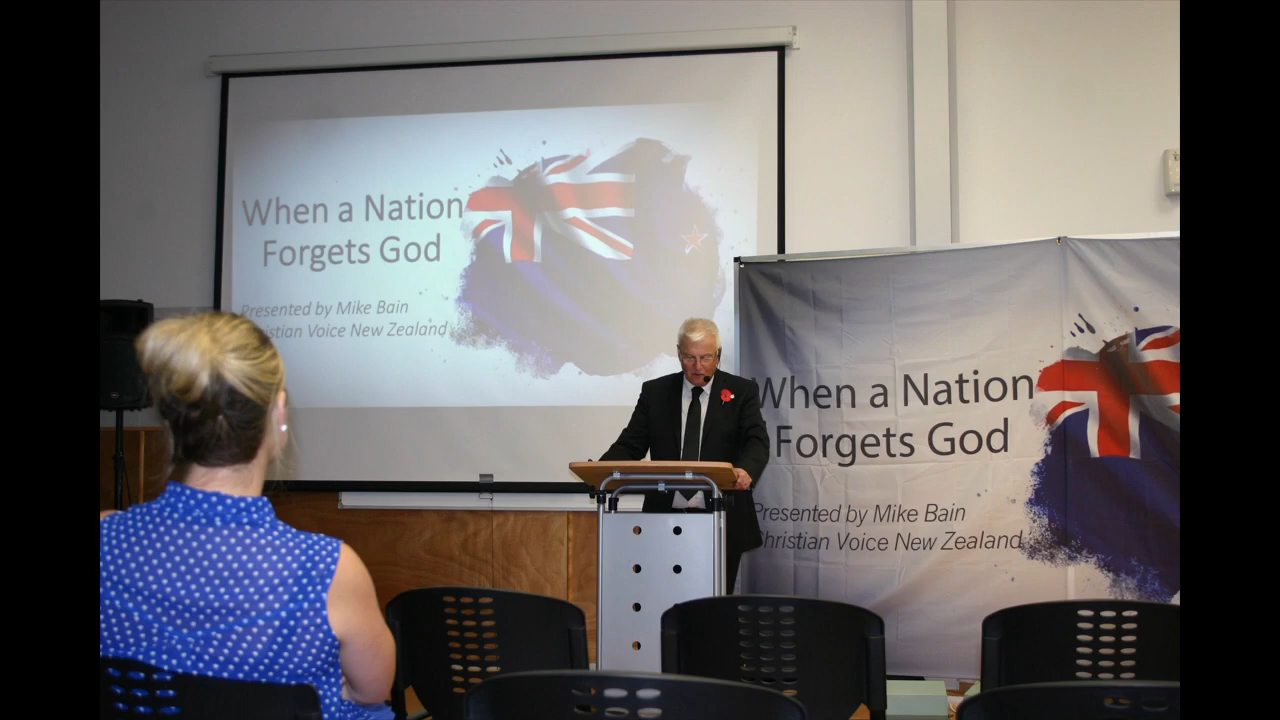 When a Nation
Forgets God
Presented by Mike Bain
Christian Voice New Zealand
When a Nation
Forgets God
Presented by Mike Bain
Christian Voice New Zealand